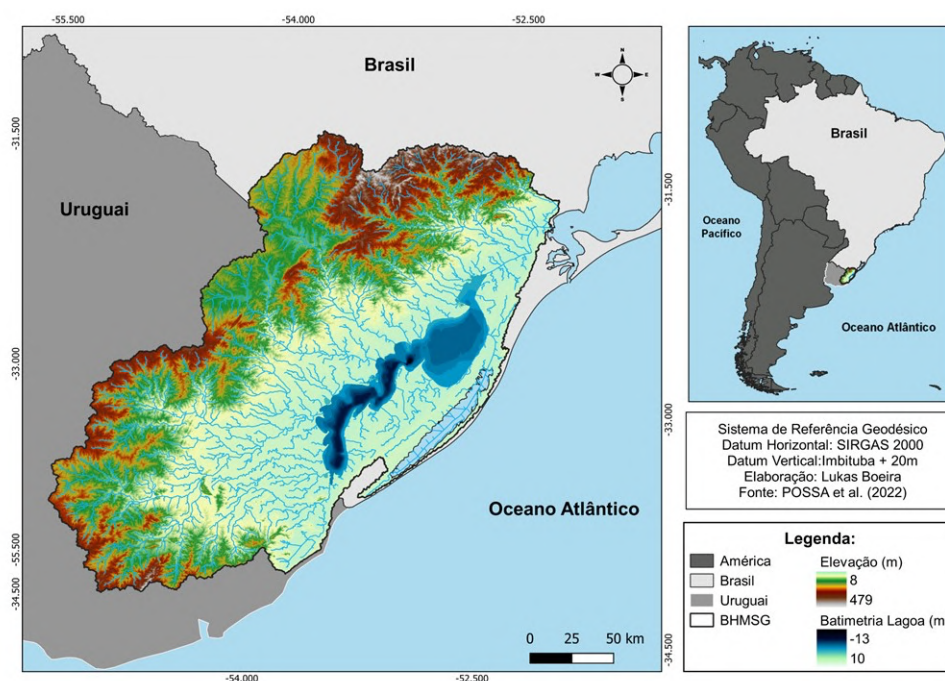 -55.500
-54.000
-52.500
Brasil
N
W
E
S
-31.500
-31.500
Uruguai
-33.000
-33.000
Oceano Atlântico
-55.500
-34.500
-34.500
0 25 50 km
-54.000
-52.500
Brasil
Oceano
Pacífico
Oceano Atlântico
Sistema de Referência Geodésico
Datum Horizontal: SIRGAS 2000
Datum Vertical:Imbituba + 20m
Elaboração: Lukas Boeira
Fonte: POSSA et al. (2022)
Legenda:
América
Brasil
Uruguai
BHMSG
Elevação (m)
8
479
Batimetria Lagoa (m
-13
10